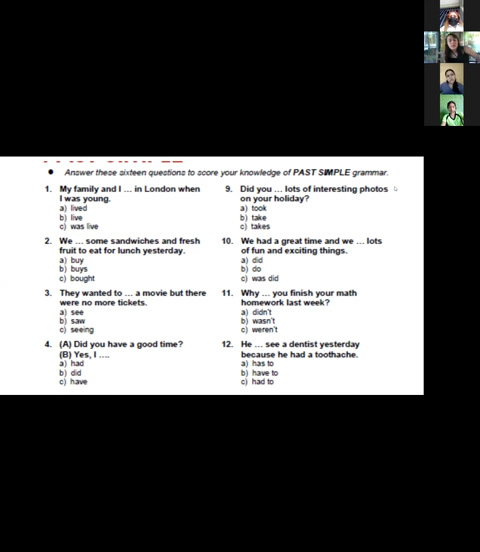 PAST SIMPLE
• Answer these sixteen questions to score your knowledge of PAST SIMPLE grammar.
1. My family and I … in London when
I was young.
a) lived
b) live
c) was live
2. We … some sandwiches and fresh
fruit to eat for lunch yesterday.
a) buy
b) buys
c) bought
3. They wanted to … a movie but there
were no more tickets.
a) see
b) saw
c) seeing
4. (A) Did you have a good time?
(B) Yes, I ….
a) had
b) did
c) have
9. Did you … lots of interesting photos
on your holiday?
a) took
b) take
c) takes
10. We had a great time and we … lots
of fun and exciting things.
a) did
b) do
c) was did
11. Why … you finish your math
homework last week?
a) didn't
b) wasn't
c) weren't
12. He … see a dentist yesterday
because he had a toothache.
a) has to
b) have to
c) had to